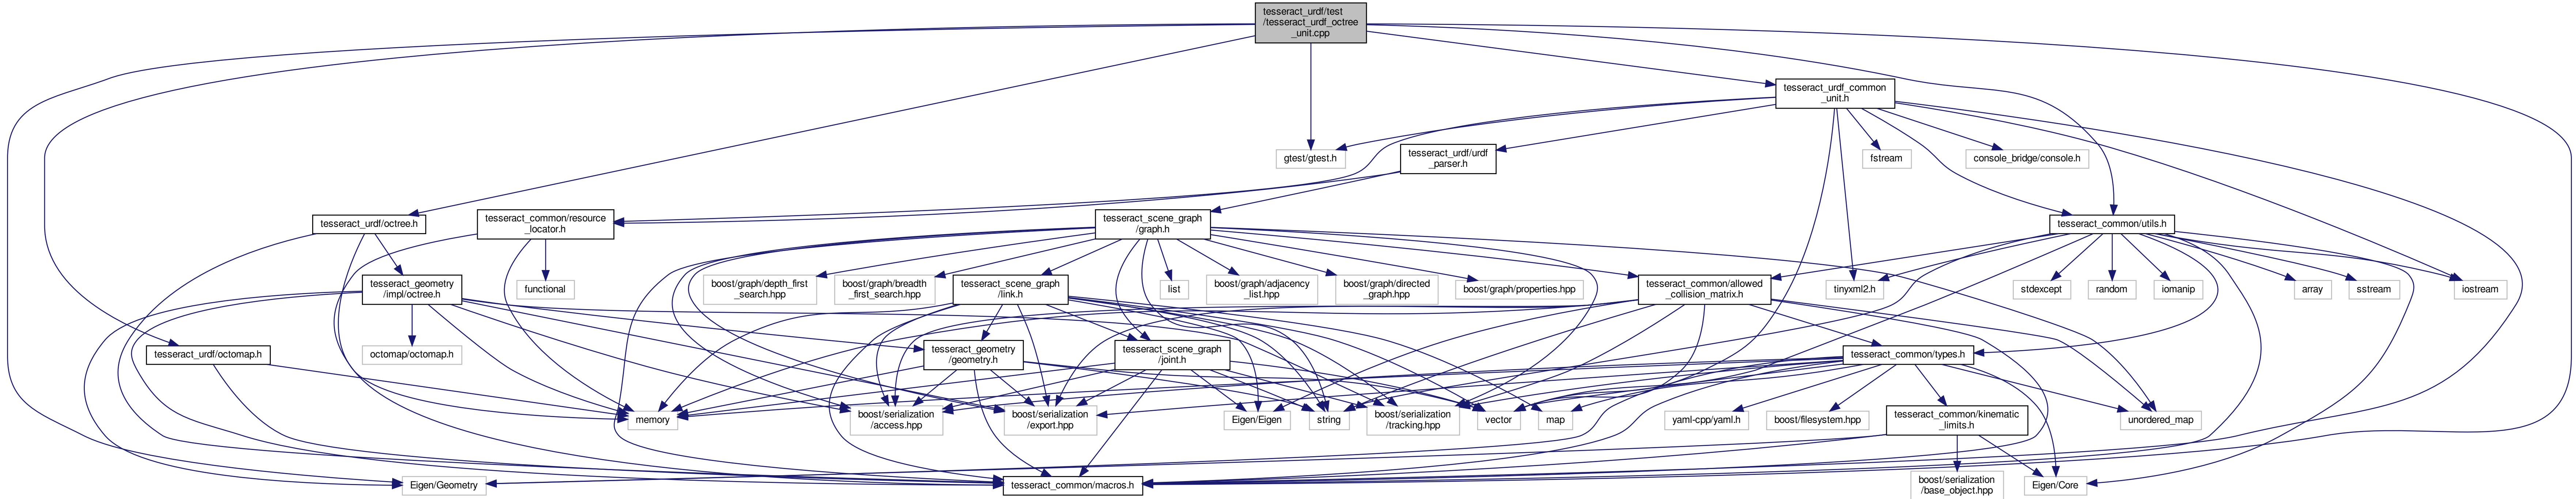 tesseract_urdf/test
/tesseract_urdf_octree
_unit.cpp
tesseract_urdf_common
_unit.h
gtest/gtest.h
tesseract_urdf/urdf
_parser.h
fstream
console_bridge/console.h
tesseract_urdf/octree.h
tesseract_common/resource
_locator.h
tesseract_scene_graph
/graph.h
tesseract_common/utils.h
tesseract_geometry
/impl/octree.h
functional
boost/graph/depth_first
_search.hpp
boost/graph/breadth
_first_search.hpp
tesseract_scene_graph
/link.h
list
boost/graph/adjacency
_list.hpp
boost/graph/directed
_graph.hpp
boost/graph/properties.hpp
tesseract_common/allowed
_collision_matrix.h
tinyxml2.h
stdexcept
random
iomanip
array
sstream
iostream
tesseract_urdf/octomap.h
octomap/octomap.h
tesseract_geometry
/geometry.h
tesseract_scene_graph
/joint.h
tesseract_common/types.h
memory
boost/serialization
/access.hpp
boost/serialization
/export.hpp
Eigen/Eigen
string
boost/serialization
/tracking.hpp
vector
map
yaml-cpp/yaml.h
boost/filesystem.hpp
tesseract_common/kinematic
_limits.h
unordered_map
Eigen/Geometry
tesseract_common/macros.h
boost/serialization
/base_object.hpp
Eigen/Core